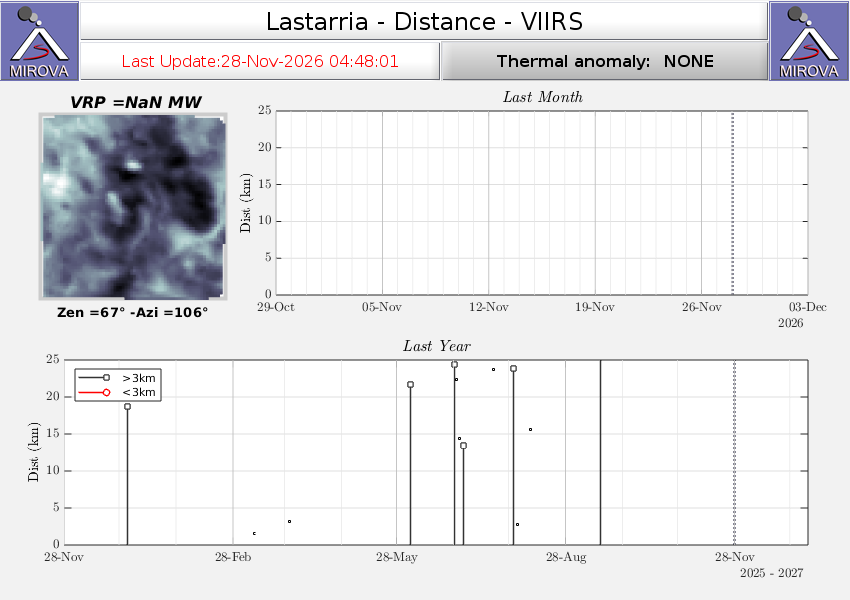 Lastarria - Distance - VIIRS
MIROVA
Last Update:28-Nov-2026 04:48:01
Thermal anomaly: NONE
MIROVA
VRP =NaN MW
Zen =67° -Azi =106°
Last Month
Dist (km)
25
20
15
10
5
0
29-Oct 05-Nov 12-Nov 19-Nov 26-Nov 03-Dec
2026
Last Year
Dist (km)
25
20
15
10
5
0
>3km
<3km
28-Nov 28-Feb 28-May 28-Aug 28-Nov
2025 - 2027